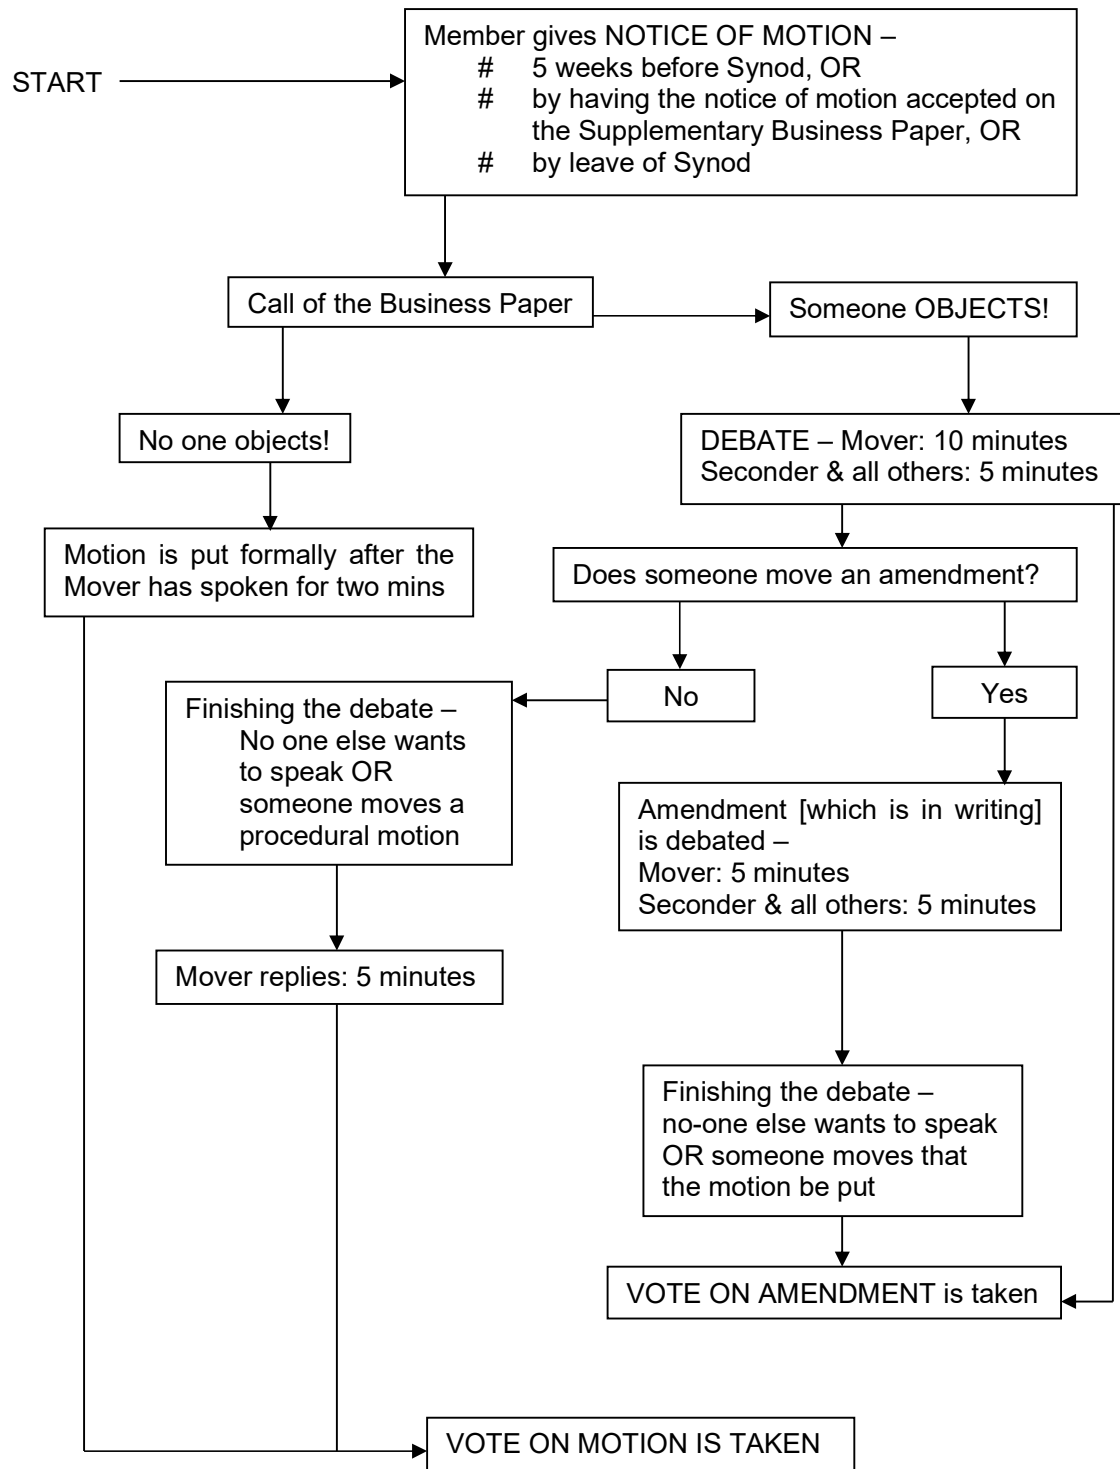 START
Member gives NOTICE OF MOTION –
# 5 weeks before Synod, OR
# by having the notice of motion accepted on
the Supplementary Business Paper, OR
# by leave of Synod
Call of the Business Paper
Someone OBJECTS!
No one objects!
DEBATE – Mover: 10 minutes
Seconder & all others: 5 minutes
Motion is put formally after the
Mover has spoken for two mins
Does someone move an amendment?
No
Yes
Finishing the debate –
No one else wants
to speak OR
someone moves a
procedural motion
Amendment [which is in writing]
is debated –
Mover: 5 minutes
Seconder & all others: 5 minutes
Mover replies: 5 minutes
Finishing the debate –
no-one else wants to speak
OR someone moves that
the motion be put
VOTE ON AMENDMENT is taken
VOTE ON MOTION IS TAKEN